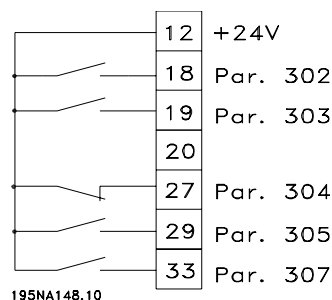 12 +24V
18 Par. 302
19 Par. 303
20
27 Par. 304
29 Par. 305
33 Par. 307
195NA148.10